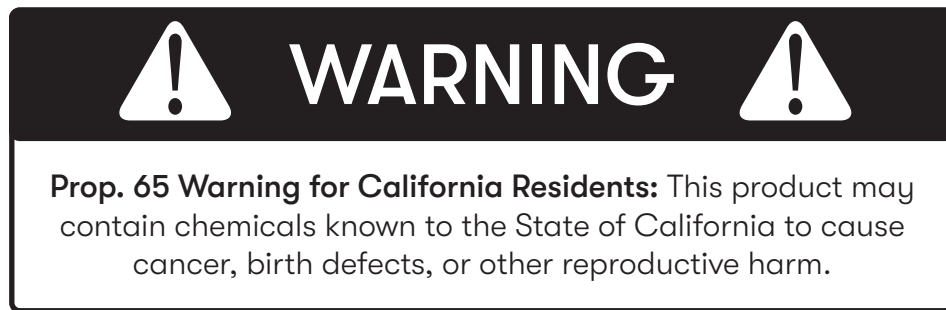 WARNING
Prop. 65 Warning for California Residents: This product may
contain chemicals known to the State of California to cause
cancer, birth defects, or other reproductive harm.